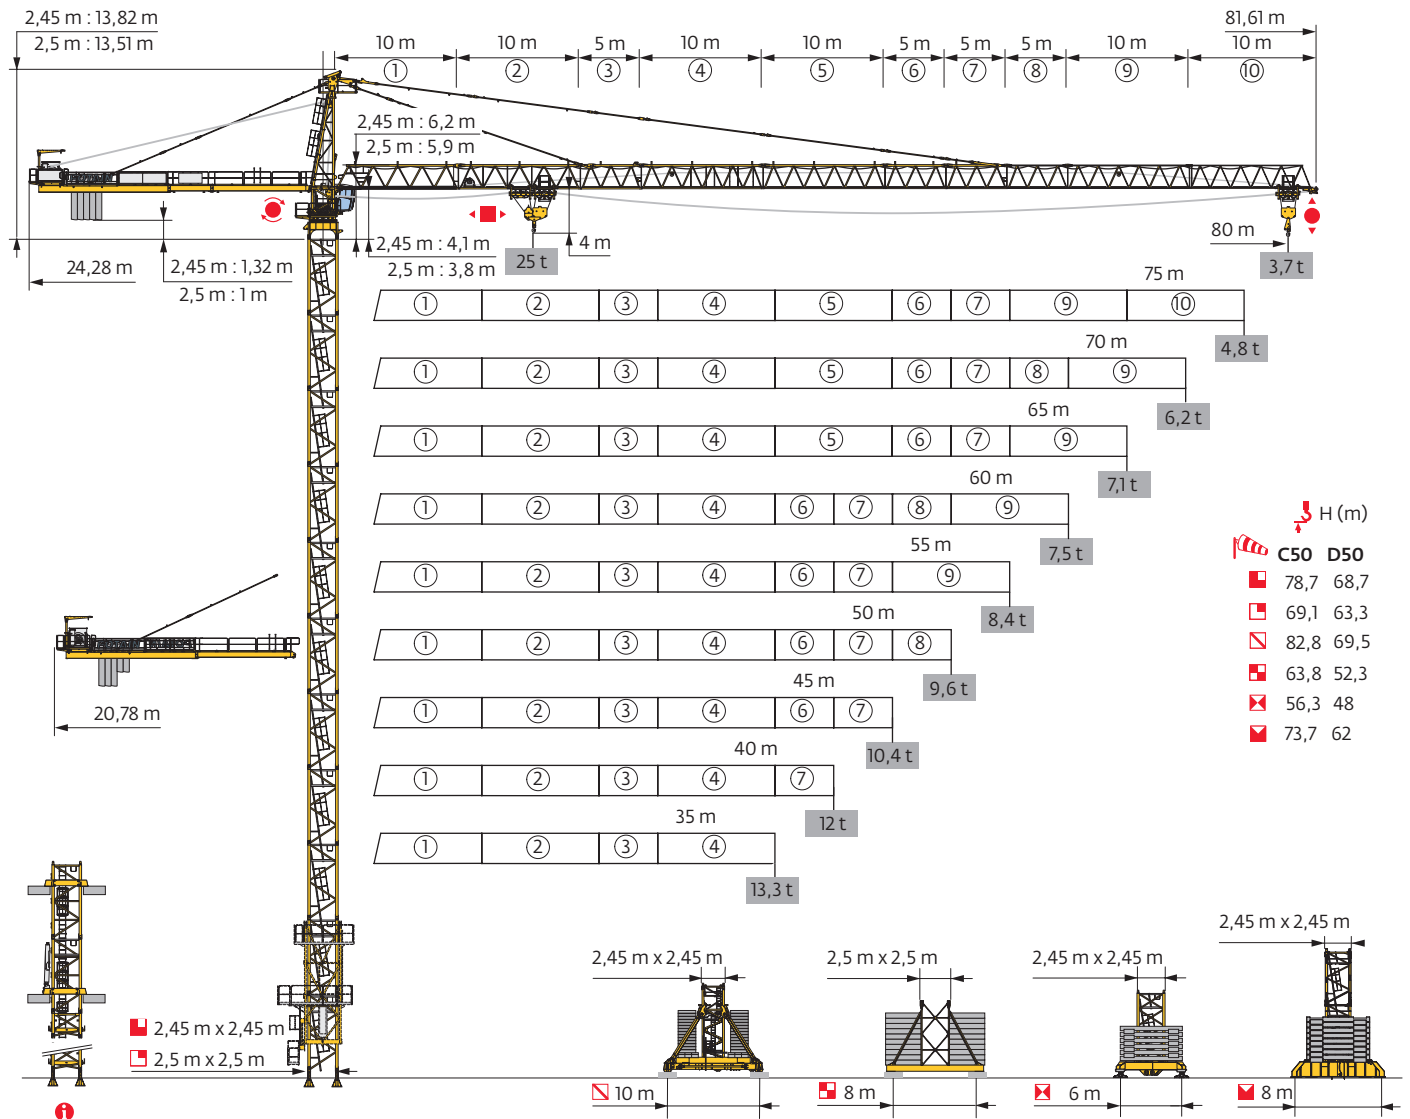 2,45 m : 13,82 m
2,5 m : 13,51 m
81,61 m
10 m 10 m 5 m 10 m 10 m 5 m 5 m 5 m 10 m 10 m
① ② ③ ④ ⑤ ⑥ ⑦ ⑧ ⑨ ⑩
2,45 m : 6,2 m
2,5 m : 5,9 m
2,45 m : 4,1 m
2,5 m : 3,8 m
25 t
4 m
80 m
3,7 t
24,28 m
2,45 m : 1,32 m
2,5 m : 1 m
75 m
① ② ③ ④ ⑤ ⑥ ⑦ ⑨ ⑩
4,8 t
70 m
① ② ③ ④ ⑤ ⑥ ⑦ ⑧ ⑨
6,2 t
65 m
① ② ③ ④ ⑤ ⑥ ⑦ ⑨
7,1 t
60 m
① ② ③ ④ ⑥ ⑦ ⑧ ⑨
7,5 t
55 m
① ② ③ ④ ⑥ ⑦ ⑨
8,4 t
50 m
① ② ③ ④ ⑥ ⑦ ⑧
9,6 t
45 m
① ② ③ ④ ⑥ ⑦
10,4 t
40 m
① ② ③ ④ ⑦
12 t
35 m
① ② ③ ④
13,3 t
H (m)
C50 D50
78,7 68,7
69,1 63,3
82,8 69,5
63,8 52,3
56,3 48
73,7 62
20,78 m
2,45 m x 2,45 m
2,5 m x 2,5 m
i
2,45 m x 2,45 m
10 m
2,5 m x 2,5 m
8 m
2,45 m x 2,45 m
6 m
2,45 m x 2,45 m
8 m